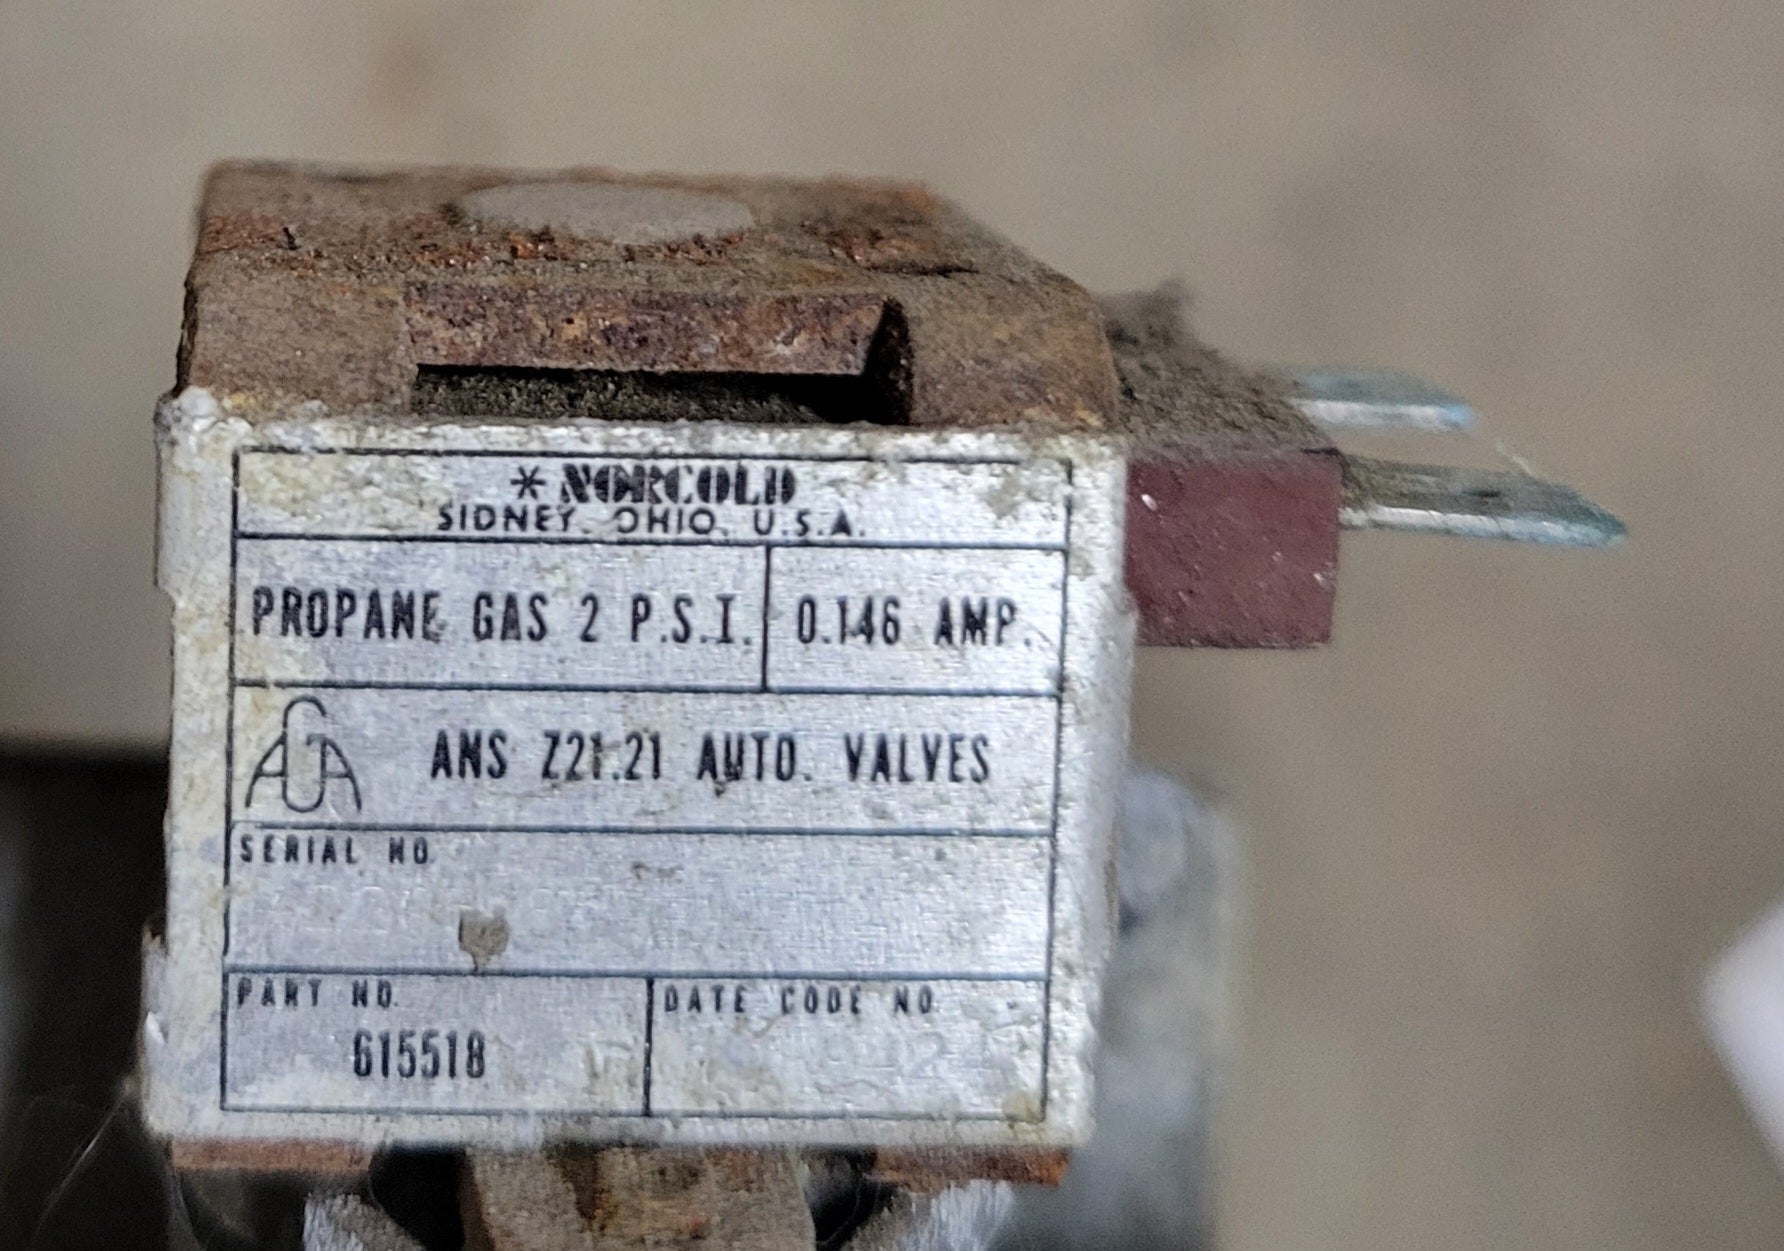 * NORCOLD
SIDNEY, OHIO, U.S.A.
PROPANE GAS 2 P.S.I. 0.146 AMP.
AGA ANS Z21.21 AUTO. VALVES
SERIAL NO.
PART NO. DATE CODE NO.
615518